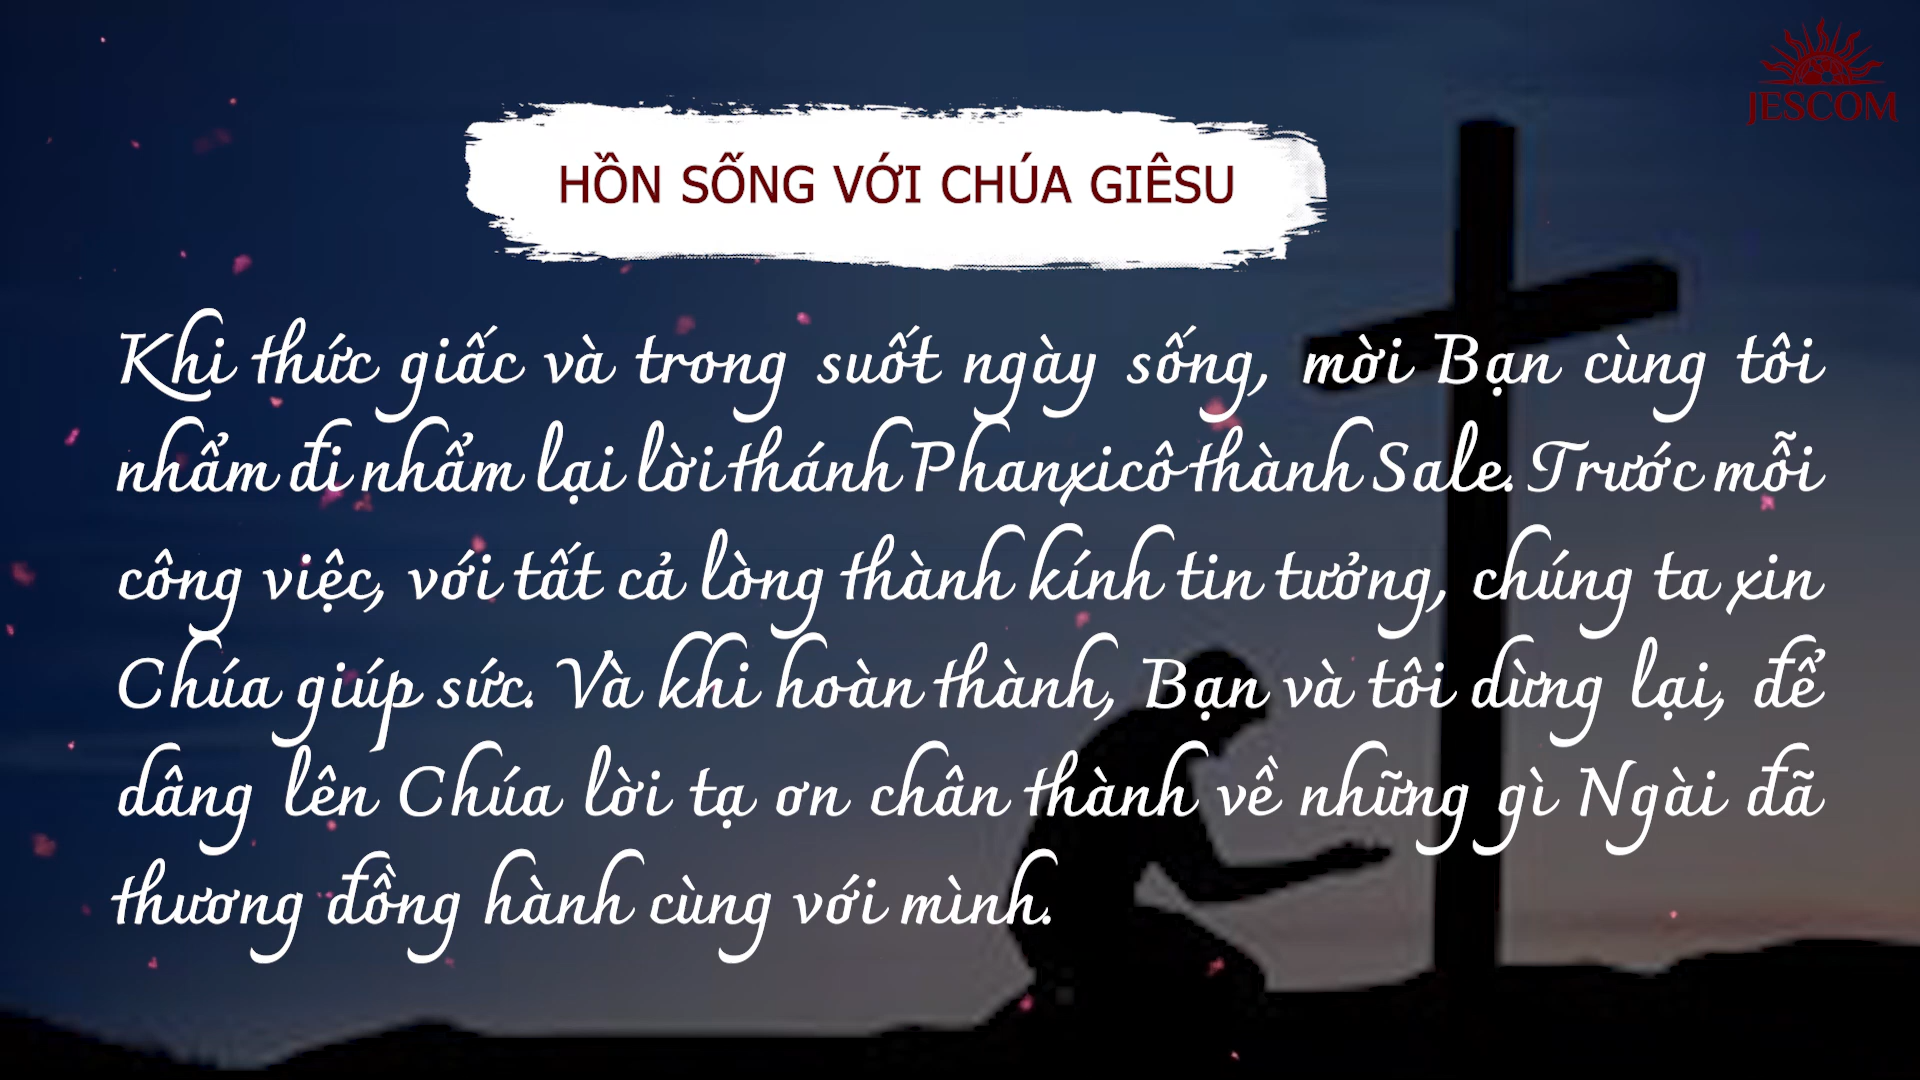 JESCOM
HỒN SỐNG VỚI CHÚA GIÊSU
Khi thức giấc và trong suốt ngày sống, mời Bạn cùng tôi
nhẩm đi nhẩm lại lời thánh Phanxicô thành Sale. Trước mỗi
công việc, với tất cả lòng thành kính tin tưởng, chúng ta xin
Chúa giúp sức. Và khi hoàn thành, Bạn và tôi dừng lại, để
dâng lên Chúa lời tạ ơn chân thành về những gì Ngài đã
thương đồng hành cùng với mình.